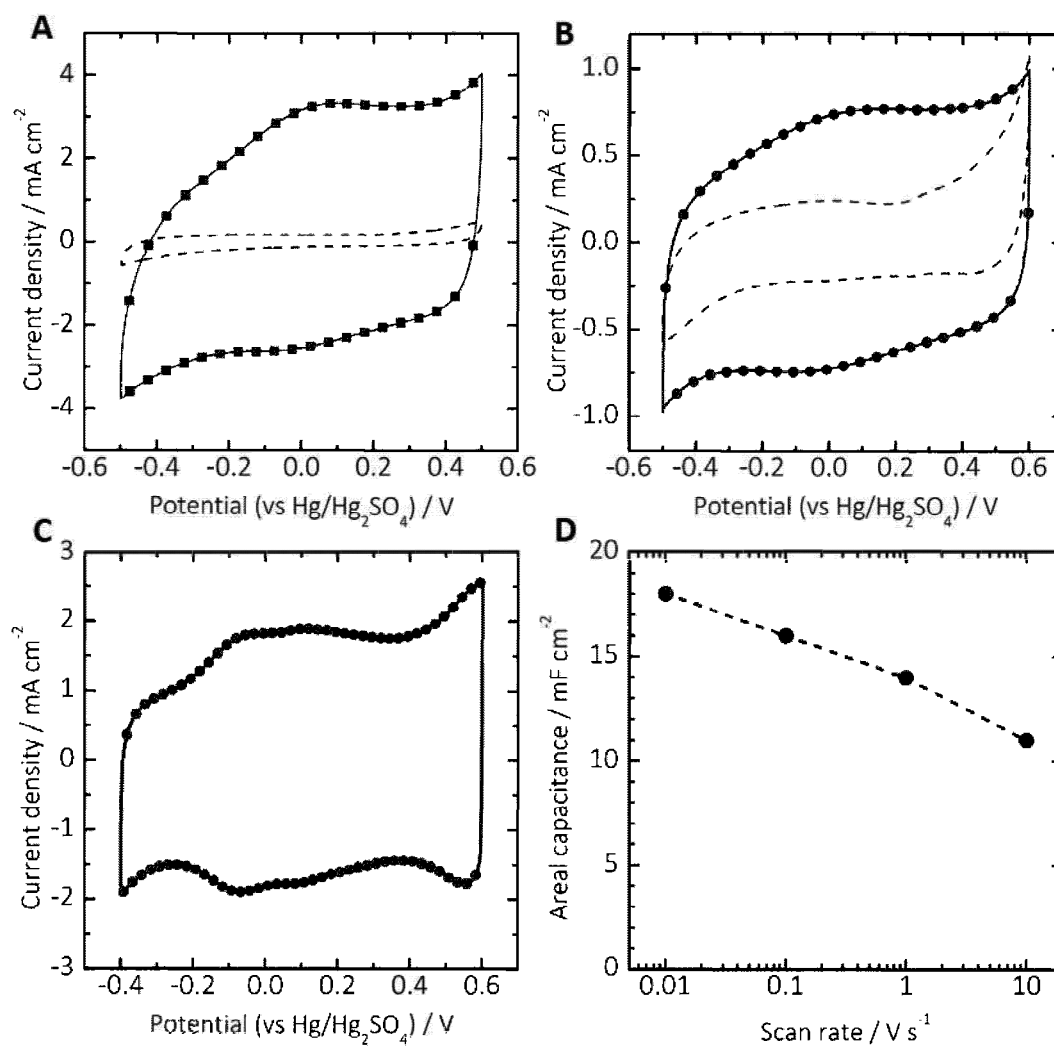 A
Current density / mA cm⁻²
4
2
0
-2
-4
-0.6 -0.4 -0.2 0.0 0.2 0.4 0.6
Potential (vs Hg/Hg₂SO₄) / V
B
Current density / mA cm⁻²
1.0
0.5
0.0
-0.5
-1.0
-0.6 -0.4 -0.2 0.0 0.2 0.4 0.6
Potential (vs Hg/Hg₂SO₄) / V
C
Current density / mA cm⁻²
3
2
1
0
-1
-2
-3
-0.4 -0.2 0.0 0.2 0.4 0.6
Potential (vs Hg/Hg₂SO₄) / V
D
Areal capacitance / mF cm⁻²
20
15
10
5
0
0.01 0.1 1 10
Scan rate / V s⁻¹